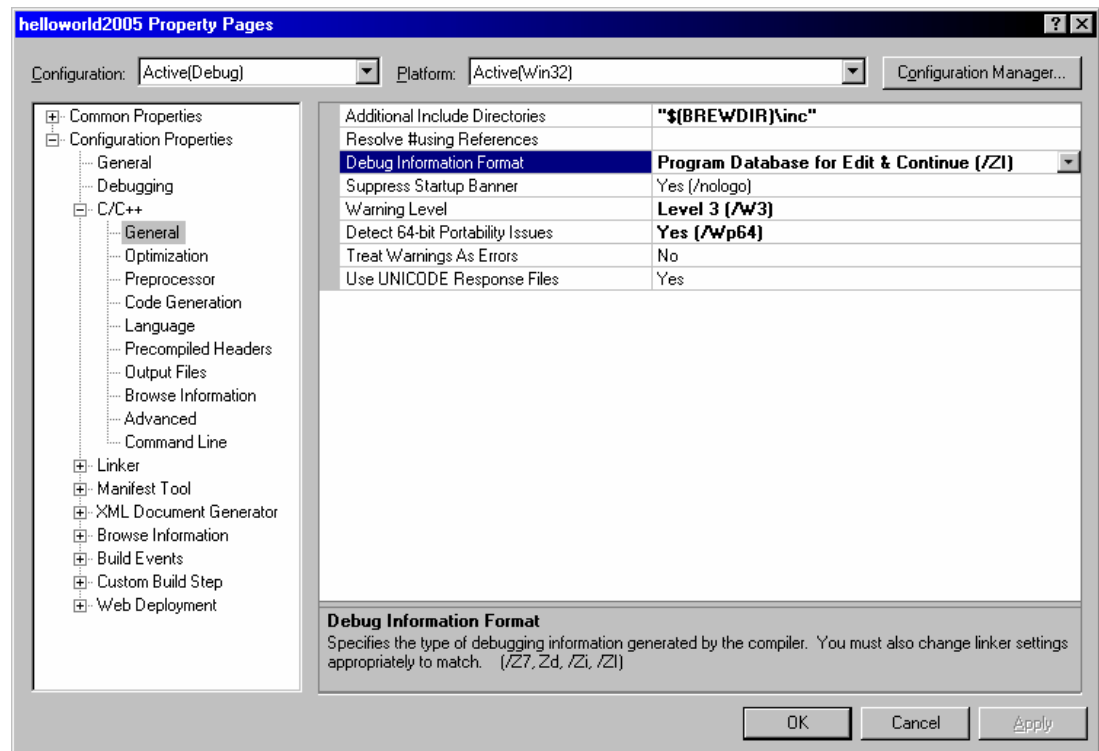 helloworld2005 Property Pages
? X
Configuration: Active(Debug) Platform: Active(Win32) Configuration Manager...
Common Properties
Configuration Properties
General
Debugging
C/C++
General
Optimization
Preprocessor
Code Generation
Language
Precompiled Headers
Output Files
Browse Information
Advanced
Command Line
Linker
Manifest Tool
XML Document Generator
Browse Information
Build Events
Custom Build Step
Web Deployment
Additional Include Directories "$(BREWDIR)\inc"
Resolve #using References
Debug Information Format Program Database for Edit & Continue (/ZI)
Suppress Startup Banner Yes (/nologo)
Warning Level Level 3 (/W3)
Detect 64-bit Portability Issues Yes (/Wp64)
Treat Warnings As Errors No
Use UNICODE Response Files Yes
Debug Information Format
Specifies the type of debugging information generated by the compiler. You must also change linker settings
appropriately to match. (/Z7, Zd, /Zi, /ZI)
OK Cancel Apply